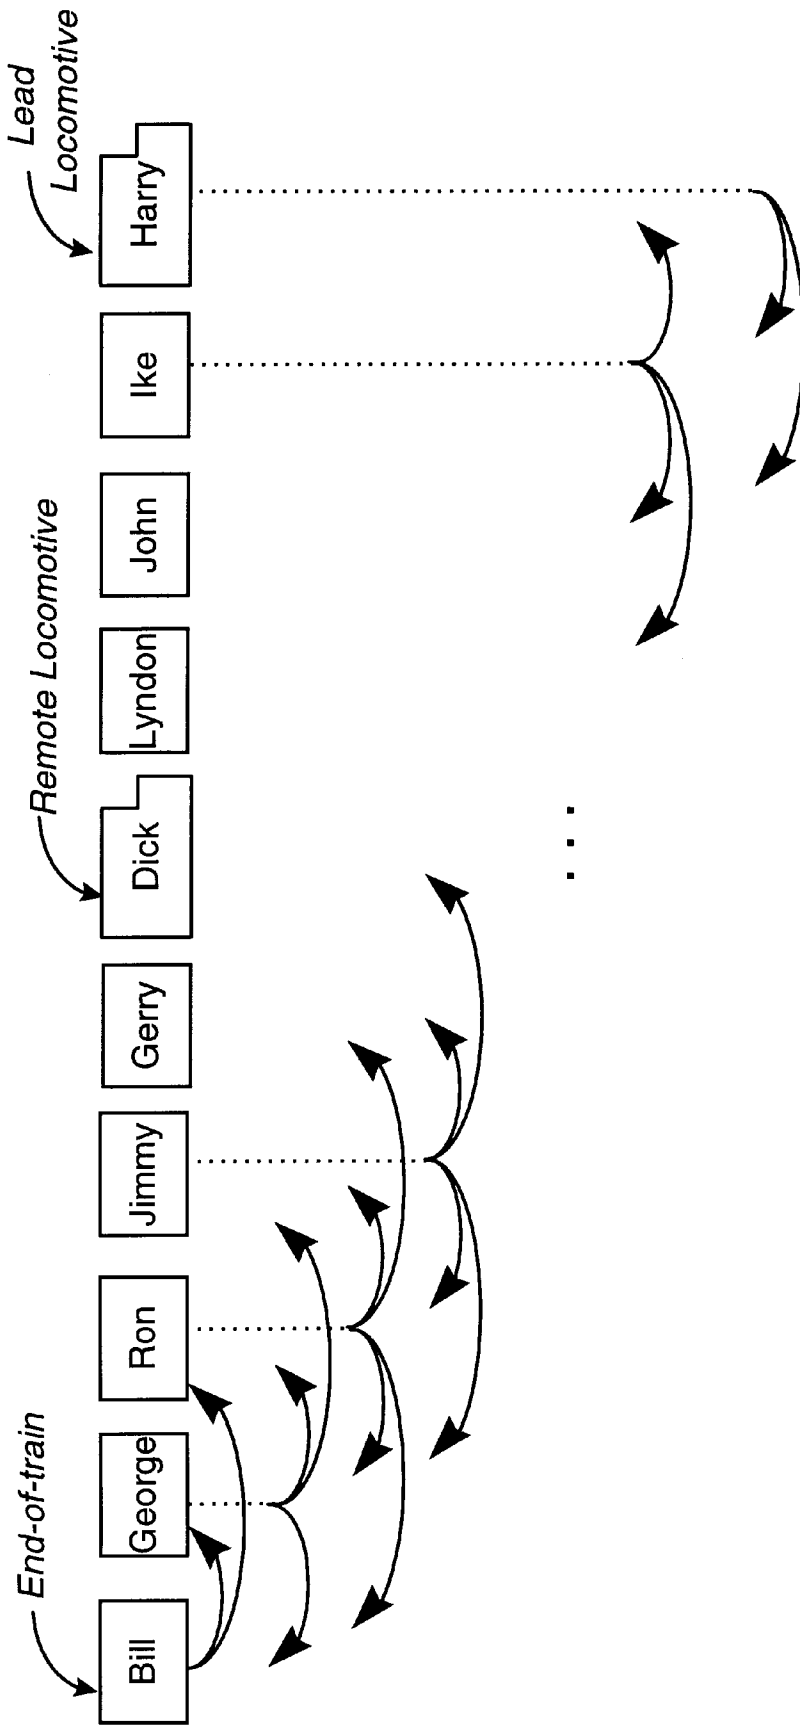 End-of-train
Remote Locomotive
Lead
Locomotive
Bill
George
Ron
Jimmy
Gerry
Dick
Lyndon
John
Ike
Harry
. . .